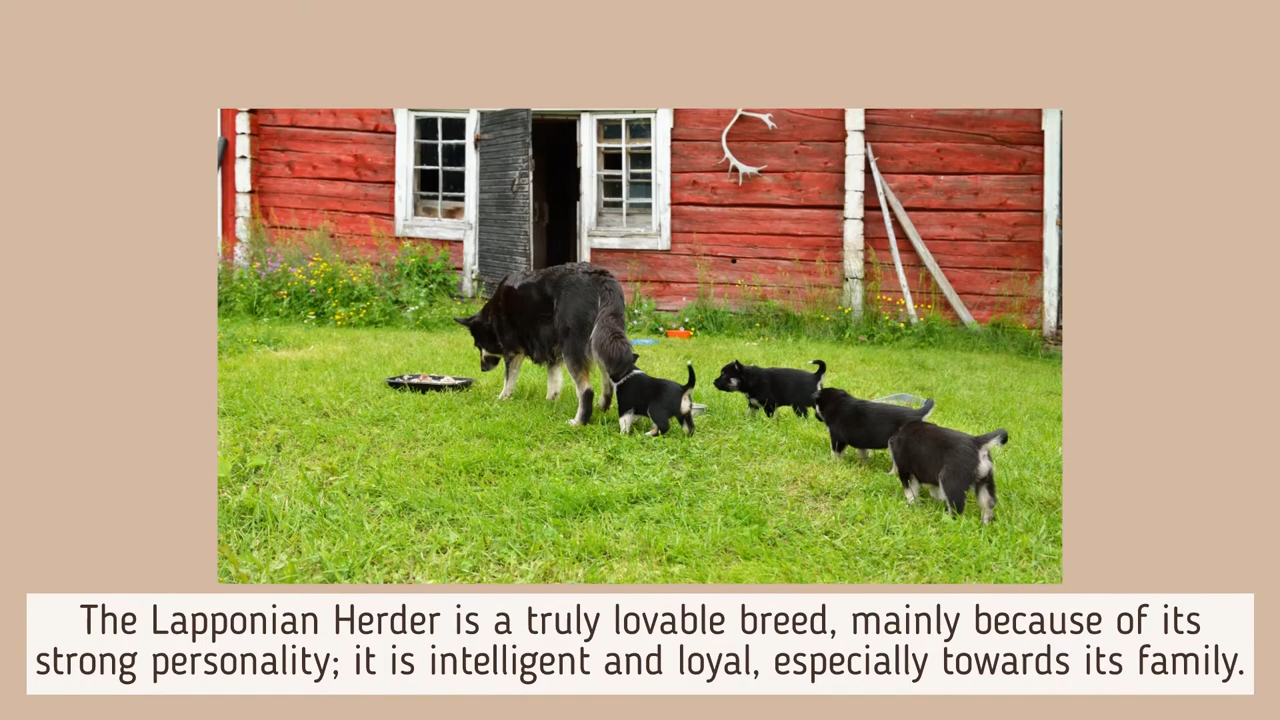 The Lapponian Herder is a truly lovable breed, mainly because of its
strong personality; it is intelligent and loyal, especially towards its family.